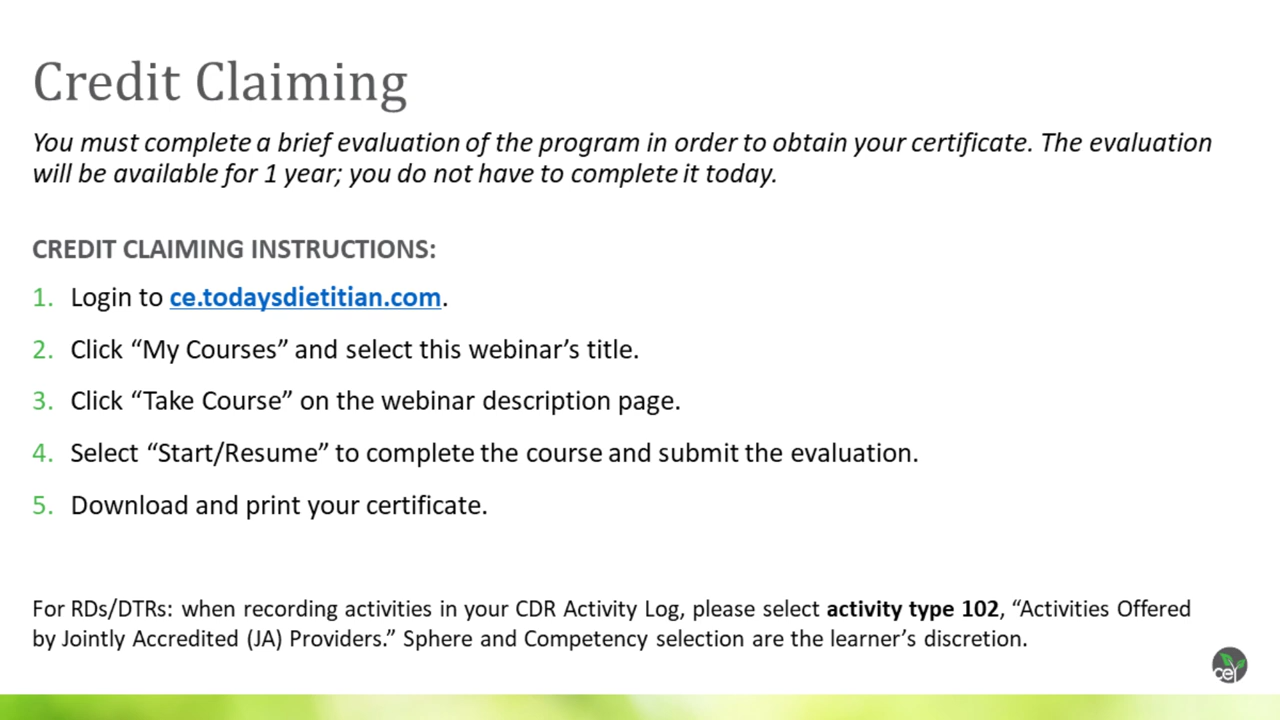 Credit Claiming
You must complete a brief evaluation of the program in order to obtain your certificate. The evaluation
will be available for 1 year; you do not have to complete it today.
CREDIT CLAIMING INSTRUCTIONS:
1. Login to ce.todaysdietitian.com.
2. Click “My Courses” and select this webinar’s title.
3. Click “Take Course” on the webinar description page.
4. Select “Start/Resume” to complete the course and submit the evaluation.
5. Download and print your certificate.
For RDs/DTRs: when recording activities in your CDR Activity Log, please select activity type 102, “Activities Offered
by Jointly Accredited (JA) Providers.” Sphere and Competency selection are the learner’s discretion.